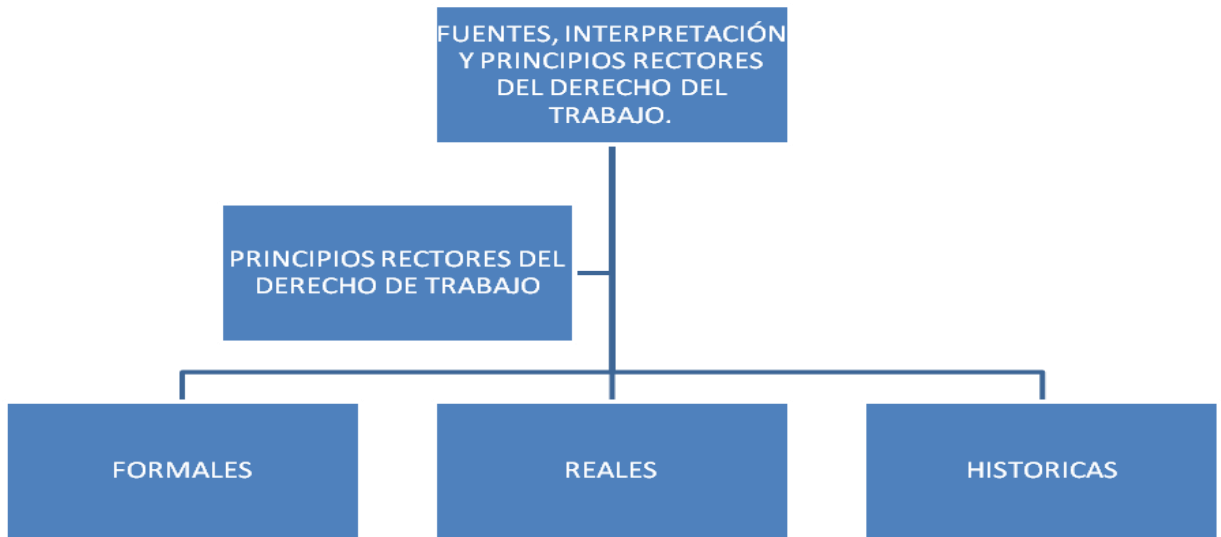 FUENTES, INTERPRETACIÓN
Y PRINCIPIOS RECTORES
DEL DERECHO DEL
TRABAJO.
PRINCIPIOS RECTORES DEL
DERECHO DE TRABAJO
FORMALES
REALES
HISTORICAS